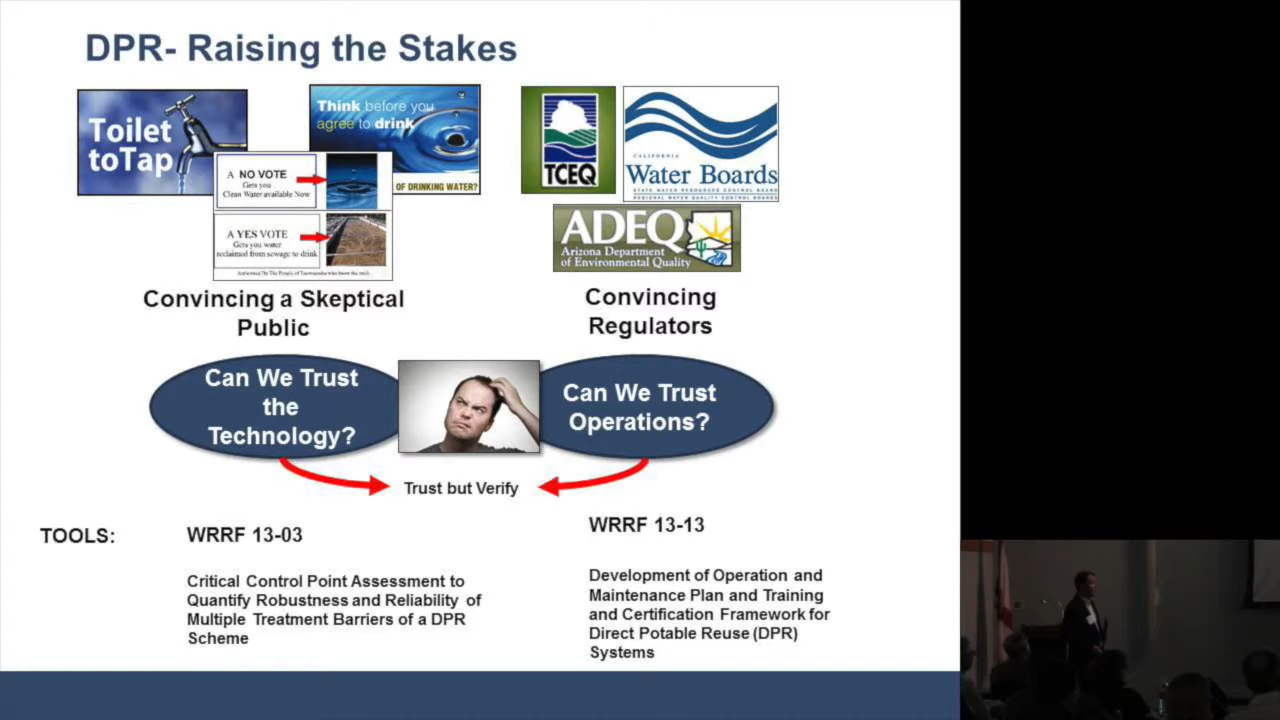 DPR- Raising the Stakes
Toilet
toTap
Think before you
agree to drink
OF DRINKING WATER?
A NO VOTE
Gets you
Clean Water available Now
A YES VOTE
Gets you water
reclaimed from sewage to drink
Convincing a Skeptical
Public
TCEQ
CALIFORNIA
Water Boards
STATE WATER RESOURCES CONTROL BOARD
REGIONAL WATER QUALITY CONTROL BOARDS
ADEQ
Arizona Department
of Environmental Quality
Convincing
Regulators
Can We Trust
the
Technology?
Can We Trust
Operations?
Trust but Verify
TOOLS:
WRRF 13-03
Critical Control Point Assessment to
Quantify Robustness and Reliability of
Multiple Treatment Barriers of a DPR
Scheme
WRRF 13-13
Development of Operation and
Maintenance Plan and Training
and Certification Framework for
Direct Potable Reuse (DPR)
Systems